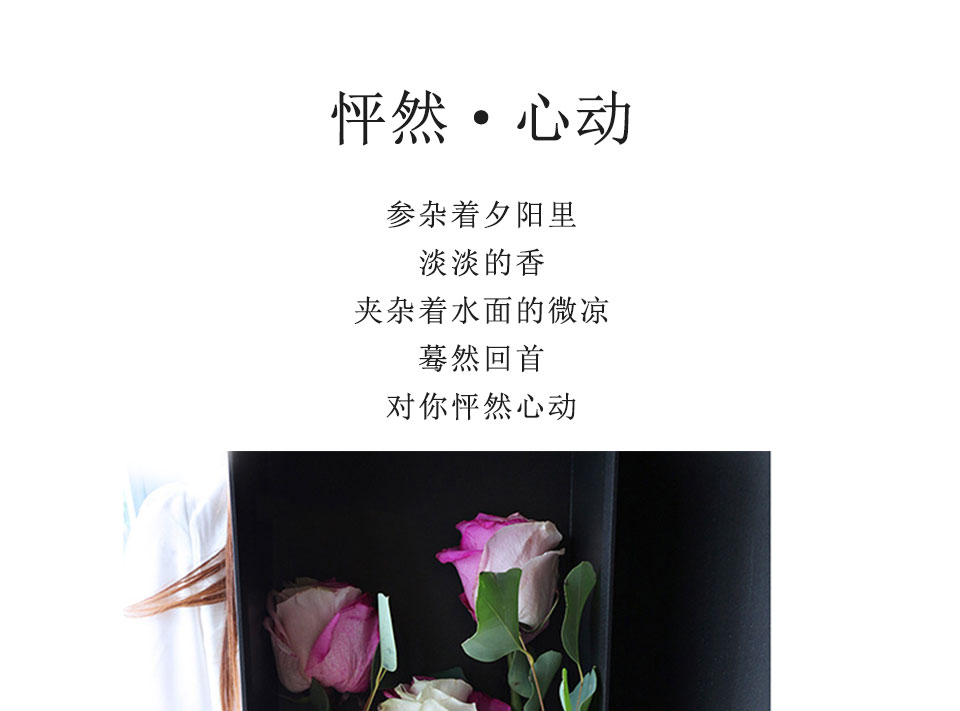 怦然·心动
参杂着夕阳里
淡淡的香
夹杂着水面的微凉
蓦然回首
对你怦然心动